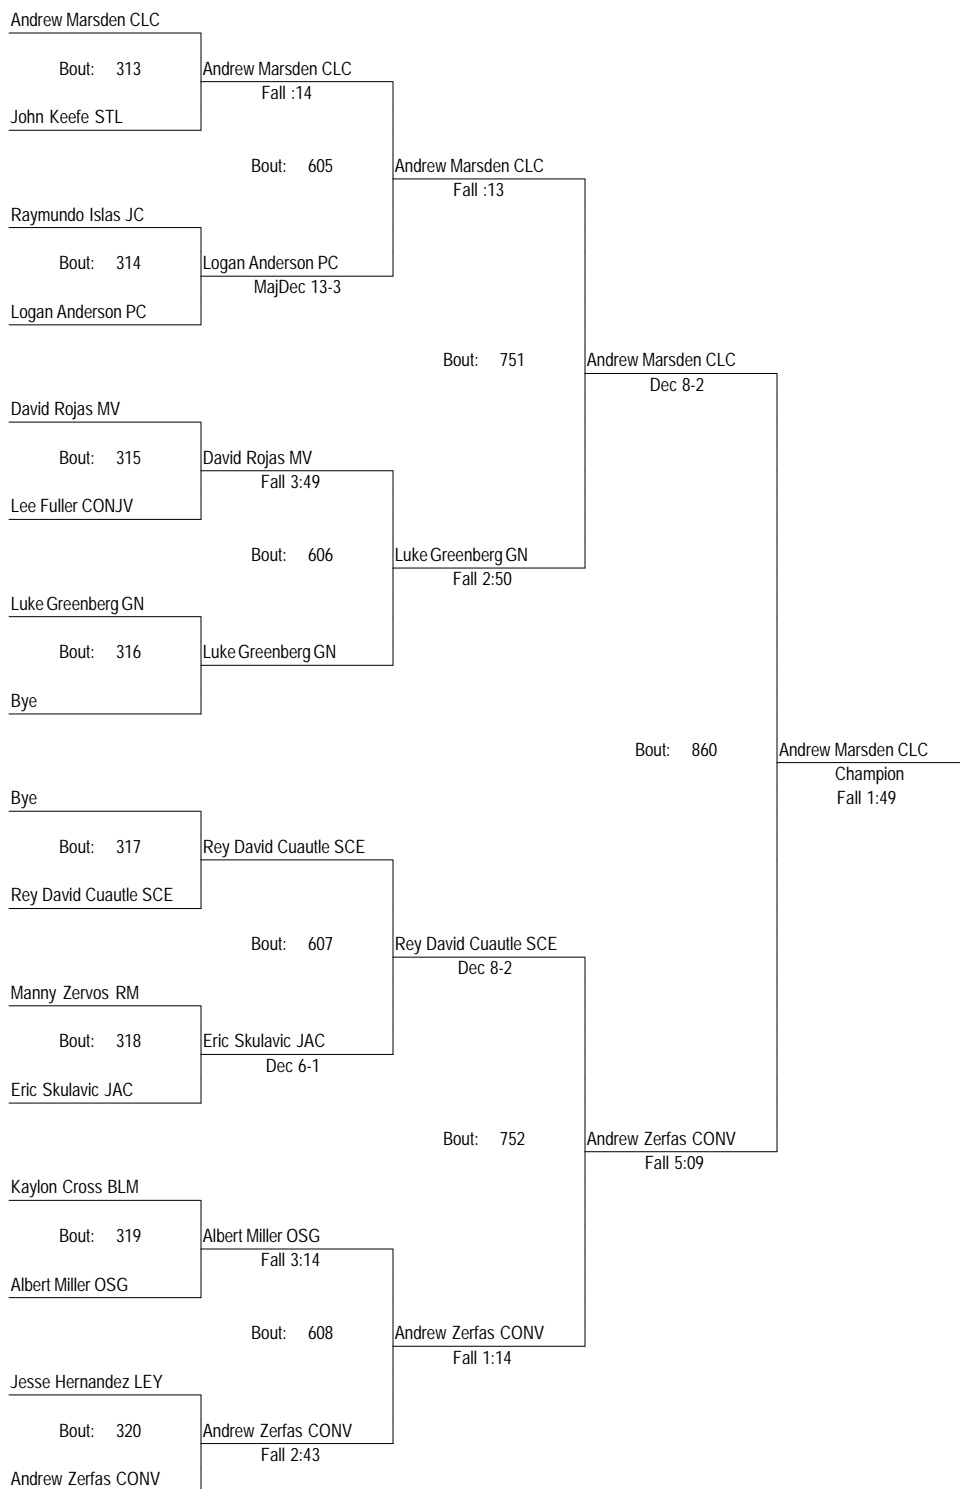 Andrew Marsden CLC
Bout: 313
Andrew Marsden CLC
Fall :14
John Keefe STL
Bout: 605
Andrew Marsden CLC
Fall :13
Raymundo Islas JC
Bout: 314
Logan Anderson PC
MajDec 13-3
Logan Anderson PC
Bout: 751
Andrew Marsden CLC
Dec 8-2
David Rojas MV
Bout: 315
David Rojas MV
Fall 3:49
Lee Fuller CONJV
Bout: 606
Luke Greenberg GN
Fall 2:50
Luke Greenberg GN
Bout: 316
Luke Greenberg GN
Bye
Bout: 860
Andrew Marsden CLC
Champion
Fall 1:49
Bye
Bout: 317
Rey David Cuautle SCE
Rey David Cuautle SCE
Bout: 607
Rey David Cuautle SCE
Dec 8-2
Manny Zervos RM
Bout: 318
Eric Skulavic JAC
Dec 6-1
Eric Skulavic JAC
Bout: 752
Andrew Zerfas CONV
Fall 5:09
Kaylon Cross BLM
Bout: 319
Albert Miller OSG
Fall 3:14
Albert Miller OSG
Bout: 608
Andrew Zerfas CONV
Fall 1:14
Jesse Hernandez LEY
Bout: 320
Andrew Zerfas CONV
Fall 2:43
Andrew Zerfas CONV